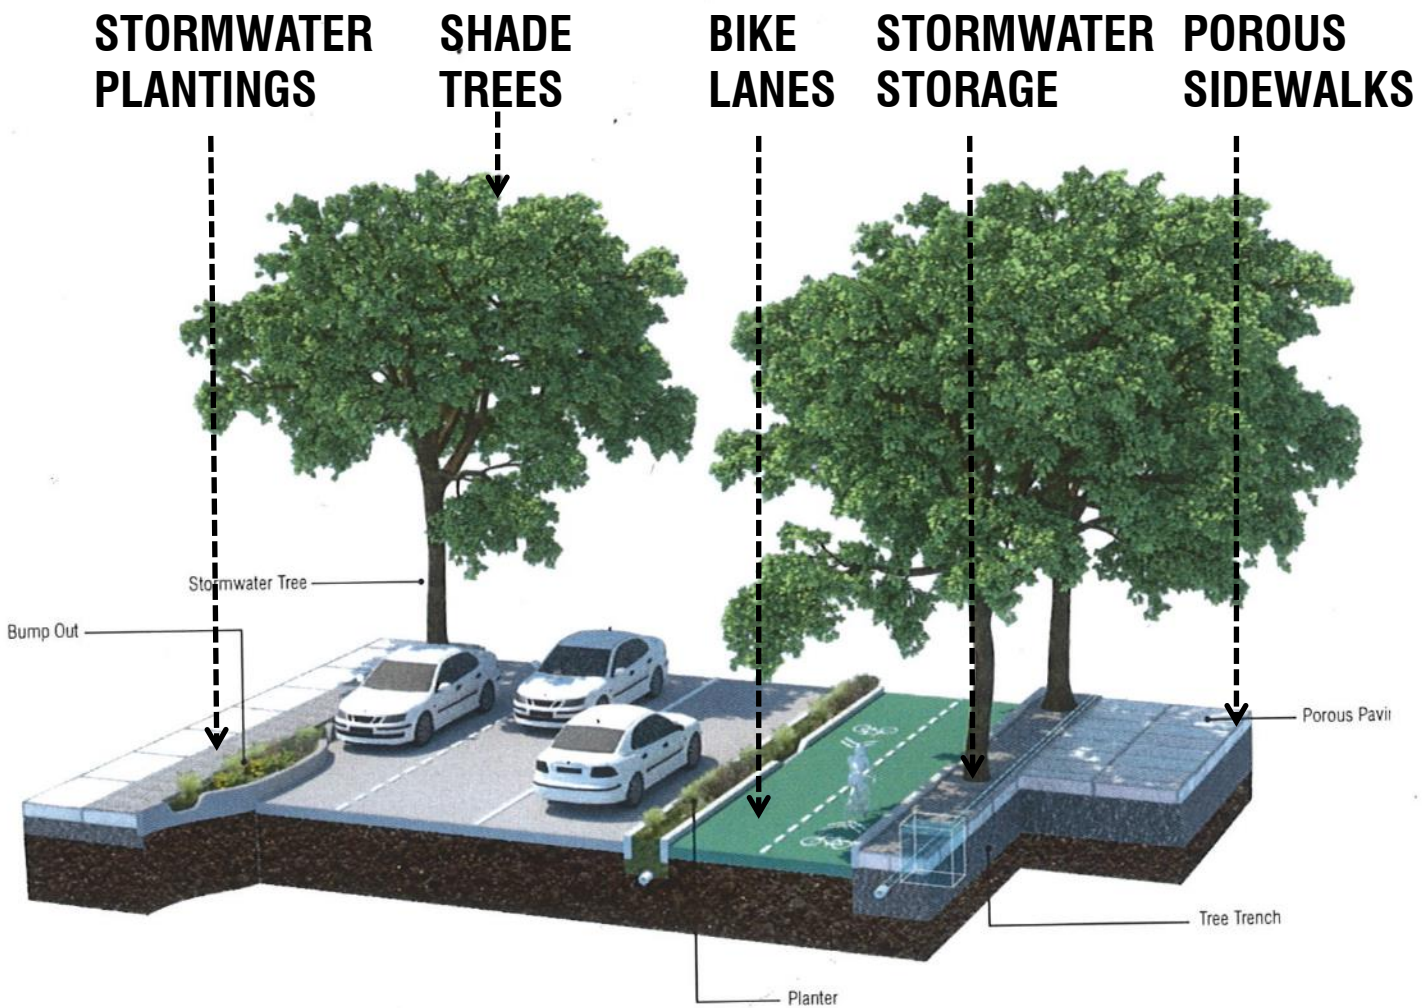 STORMWATER
PLANTINGS
SHADE
TREES
BIKE
LANES
STORMWATER
STORAGE
POROUS
SIDEWALKS
Stormwater Tree
Bump Out
Porous Pavi
Tree Trench
Planter